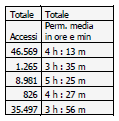 Totale Totale
Accessi Perm. media in ore e min
46.569 4 h : 13 m
1.265 3 h : 35 m
8.981 5 h : 25 m
826 4 h : 27 m
35.497 3 h : 56 m